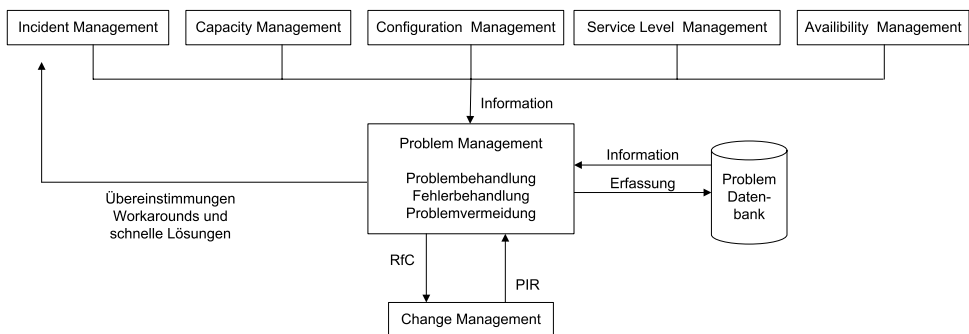 Incident Management
Capacity Management
Configuration Management
Service Level Management
Availibility Management
Information
Problem Management
Problembehandlung
Fehlerbehandlung
Problemvermeidung
Information
Erfassung
Problem
Daten-
bank
Übereinstimmungen
Workarounds und
schnelle Lösungen
RfC
PIR
Change Management